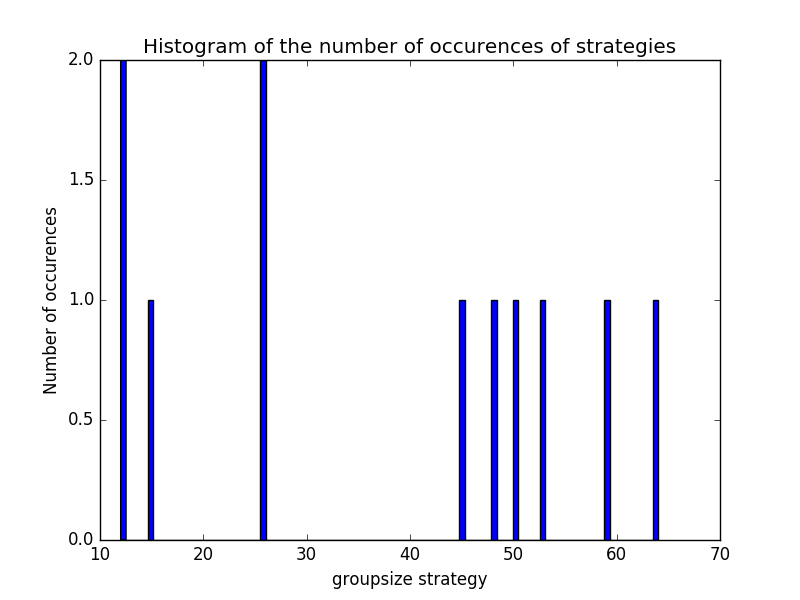 Histogram of the number of occurences of strategies
2.0
1.5
1.0
0.5
0.0
Number of occurences
10 20 30 40 50 60 70
groupsize strategy